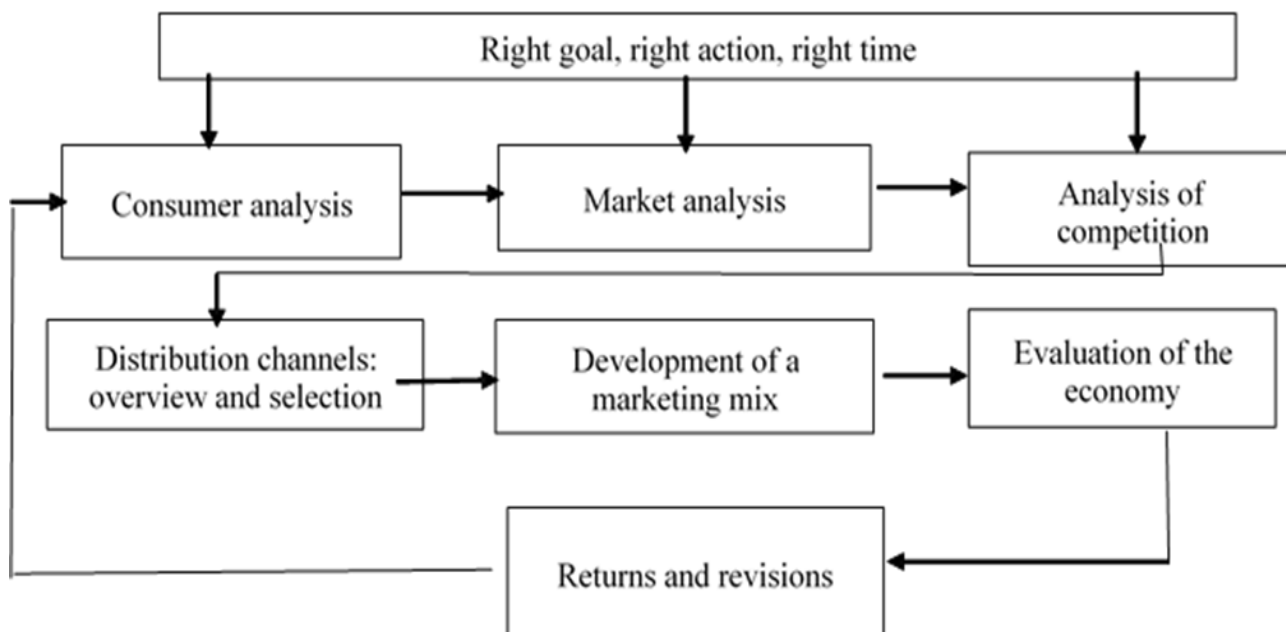 Right goal, right action, right time
Consumer analysis
Market analysis
Analysis of
competition
Distribution channels:
overview and selection
Development of a
marketing mix
Evaluation of the
economy
Returns and revisions